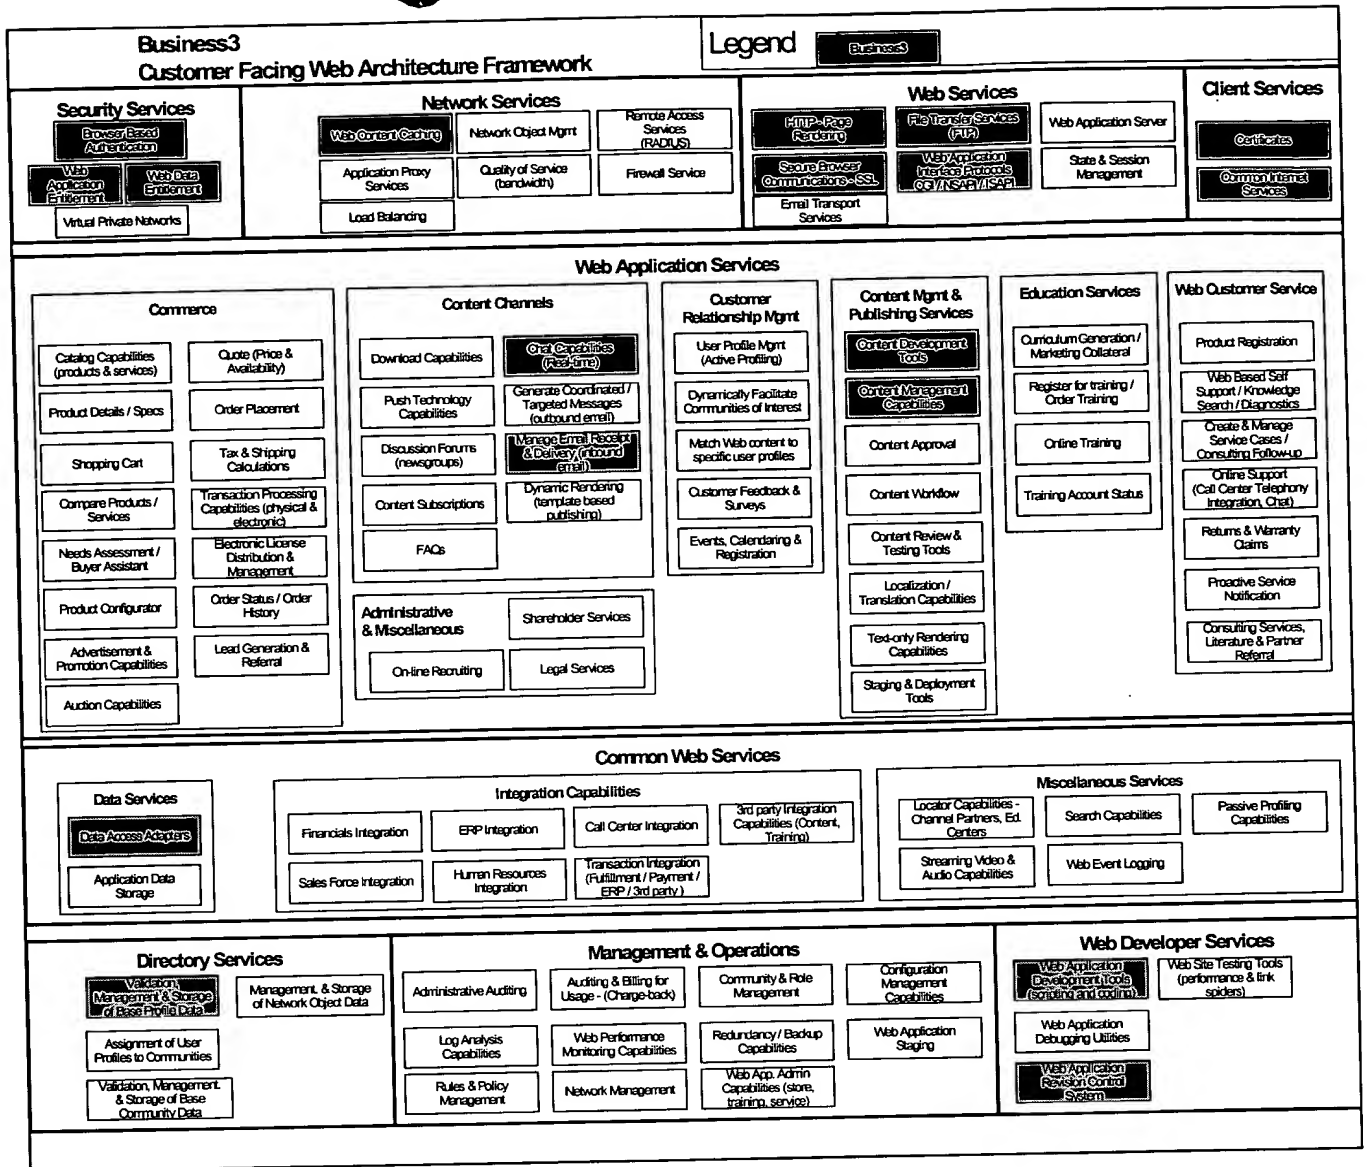 Business3
Customer Facing Web Architecture Framework
Legend
Business3
Security Services
Browser Based
Authentication
Web
Application
Entitlement
Web Data
Entitlement
Virtual Private Networks
Network Services
Web Content Caching
Network Object Mgmt
Remote Access
Services
(RADIUS)
Application Proxy
Services
Quality of Service
(bandwidth)
Firewall Service
Load Balancing
Web Services
HTTP - Page
Rendering
File Transfer Services
(FTP)
Web Application Server
Secure Browser
Communications - SSL
Web Application
Interface Protocols
CGI / NSAPI / ISAPI
State & Session
Management
Email Transport
Services
Client Services
Certificates
Common Internet
Services
Web Application Services
Commerce
Catalog Capabilities
(products & services)
Quote (Price &
Availability)
Product Details / Specs
Order Placement
Shopping Cart
Tax & Shipping
Calculations
Compare Products /
Services
Transaction Processing
Capabilities (physical &
electronic)
Needs Assessment /
Buyer Assistant
Electronic License
Distribution &
Management
Product Configurator
Order Status / Order
History
Advertisement &
Promotion Capabilities
Lead Generation &
Referral
Auction Capabilities
Content Channels
Download Capabilities
Chat Capabilities
(Real-time)
Push Technology
Capabilities
Generate Coordinated /
Targeted Messages
(outbound email)
Discussion Forums
(newsgroups)
Manage Email Receipt
& Delivery (inbound
email)
Content Subscriptions
Dynamic Rendering
(template based
publishing)
FAQs
Administrative
& Miscellaneous
Shareholder Services
On-line Recruiting
Legal Services
Customer
Relationship Mgmt
User Profile Mgmt
(Active Profiling)
Dynamically Facilitate
Communities of Interest
Match Web content to
specific user profiles
Customer Feedback &
Surveys
Events, Calendaring &
Registration
Content Mgmt &
Publishing Services
Content Development
Tools
Content Management
Capabilities
Content Approval
Content Workflow
Content Review &
Testing Tools
Localization /
Translation Capabilities
Text-only Rendering
Capabilities
Staging & Deployment
Tools
Education Services
Curriculum Generation /
Marketing Collateral
Register for training /
Order Training
Online Training
Training Account Status
Web Customer Service
Product Registration
Web Based Self
Support / Knowledge
Search / Diagnostics
Create & Manage
Service Cases /
Consulting Follow-up
Online Support
(Call Center Telephony
Integration, Chat)
Returns & Warranty
Claims
Proactive Service
Notification
Consulting Services,
Literature & Partner
Referral
Common Web Services
Data Services
Data Access Adapters
Application Data
Storage
Integration Capabilities
Financials Integration
ERP Integration
Call Center Integration
3rd party Integration
Capabilities (Content,
Training)
Sales Force Integration
Human Resources
Integration
Transaction Integration
(Fulfillment / Payment /
ERP / 3rd party )
Miscellaneous Services
Locator Capabilities -
Channel Partners, Ed.
Centers
Search Capabilities
Passive Profiling
Capabilities
Streaming Video &
Audio Capabilities
Web Event Logging
Directory Services
Validation,
Management & Storage
of Base Profile Data
Management, & Storage
of Network Object Data
Assignment of User
Profiles to Communities
Validation, Management.
& Storage of Base
Community Data
Management & Operations
Administrative Auditing
Auditing & Billing for
Usage - (Charge-back)
Community & Role
Management
Configuration
Management
Capabilities
Log Analysis
Capabilities
Web Performance
Monitoring Capabilities
Redundancy / Backup
Capabilities
Web Application
Staging
Rules & Policy
Management
Network Management
Web App. Admin
Capabilities (store,
training, service)
Web Developer Services
Web Application
Development Tools
(scripting and coding)
Web Site Testing Tools
(performance & link
spiders)
Web Application
Debugging Utilities
Web Application
Revision Control
System